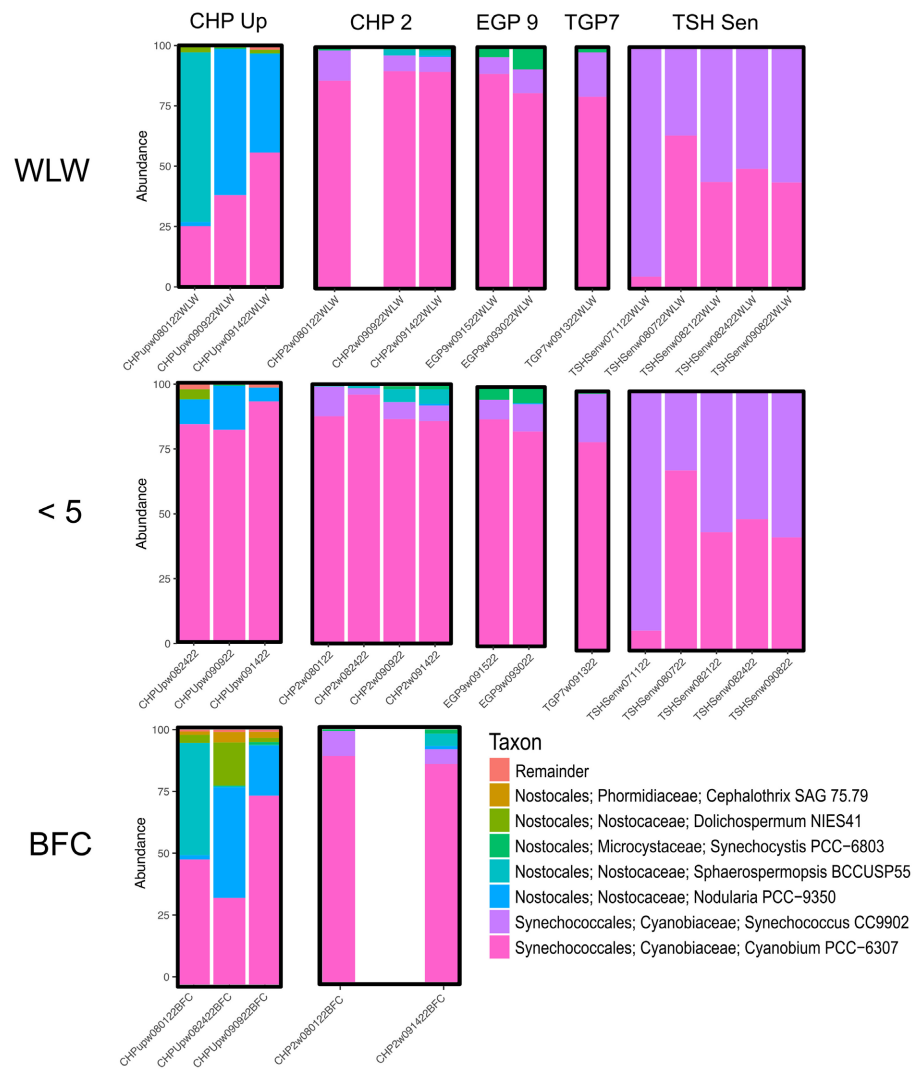 CHP Up CHP 2 EGP 9 TGP7 TSH Sen
WLW
Abundance
100
75
50
25
0
CHPupw080122WLW
CHPUpw090922WLW
CHPUpw091422WLW
CHP2w080122WLW
CHP2w090922WLW
CHP2w091422WLW
EGP9w091522WLW
EGP9w093022WLW
TGP7w091322WLW
TSHSenw071122WLW
TSHSenw080722WLW
TSHSenw082122WLW
TSHSenw082422WLW
TSHSenw090822WLW
< 5
Abundance
100
75
50
25
0
CHPUpw082422
CHPUpw090922
CHPUpw091422
CHP2w080122
CHP2w082422
CHP2w090922
CHP2w091422
EGP9w091522
EGP9w093022
TGP7w091322
TSHSenw071122
TSHSenw080722
TSHSenw082122
TSHSenw082422
TSHSenw090822
BFC
Abundance
100
75
50
25
0
CHPupw080122BFC
CHPUpw082422BFC
CHPUpw090922BFC
CHP2w080122BFC
CHP2w091422BFC
Taxon
Remainder
Nostocales; Phormidiaceae; Cephalothrix SAG 75.79
Nostocales; Nostocaceae; Dolichospermum NIES41
Nostocales; Microcystaceae; Synechocystis PCC−6803
Nostocales; Nostocaceae; Sphaerospermopsis BCCUSP55
Nostocales; Nostocaceae; Nodularia PCC−9350
Synechococcales; Cyanobiaceae; Synechococcus CC9902
Synechococcales; Cyanobiaceae; Cyanobium PCC−6307